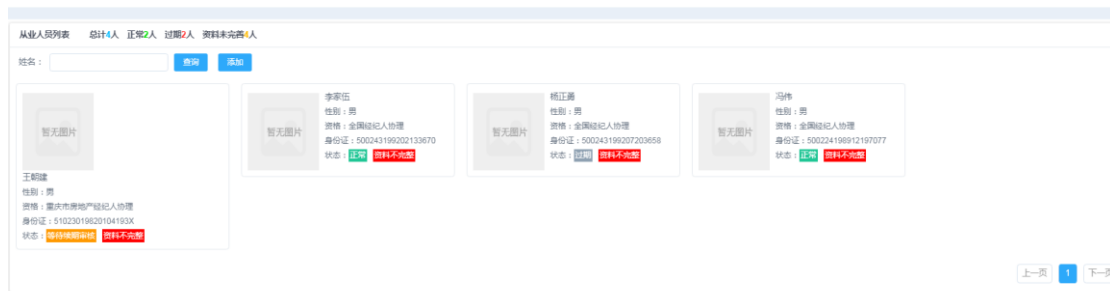 从业人员列表 总计4人 正常2人 过期2人 资料未完善4人
姓名： 查询 添加
暂无图片
王朝建
性别：男
资格：重庆市房地产经纪人协理
身份证：51023019820104193X
状态：等待续期审核 资料不完整
暂无图片
李家伍
性别：男
资格：全国经纪人协理
身份证：500243199202133670
状态：正常 资料不完整
暂无图片
杨正勇
性别：男
资格：全国经纪人协理
身份证：500243199207203658
状态：过期 资料不完整
暂无图片
冯伟
性别：男
资格：全国经纪人协理
身份证：500224198912197077
状态：正常 资料不完整
上一页 1 下一页